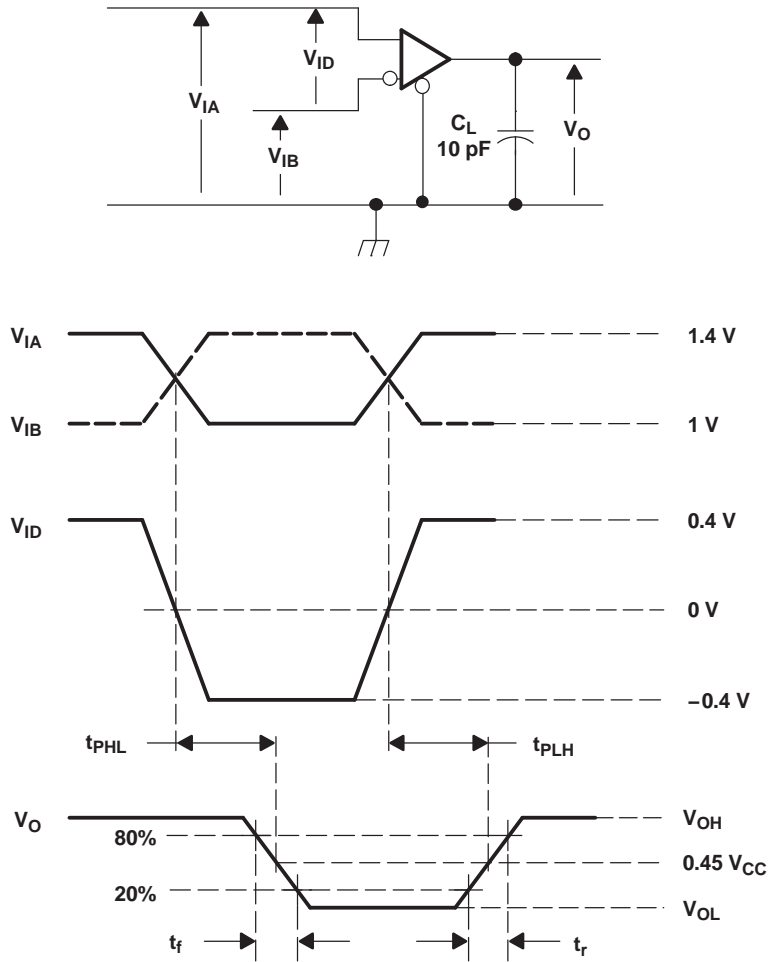 V_ID
V_IA
V_IB
C_L
10 pF
V_O
V_IA
1.4 V
V_IB
1 V
V_ID
0.4 V
0 V
−0.4 V
t_PHL
t_PLH
V_O
V_OH
80%
0.45 V_CC
20%
V_OL
t_f
t_r